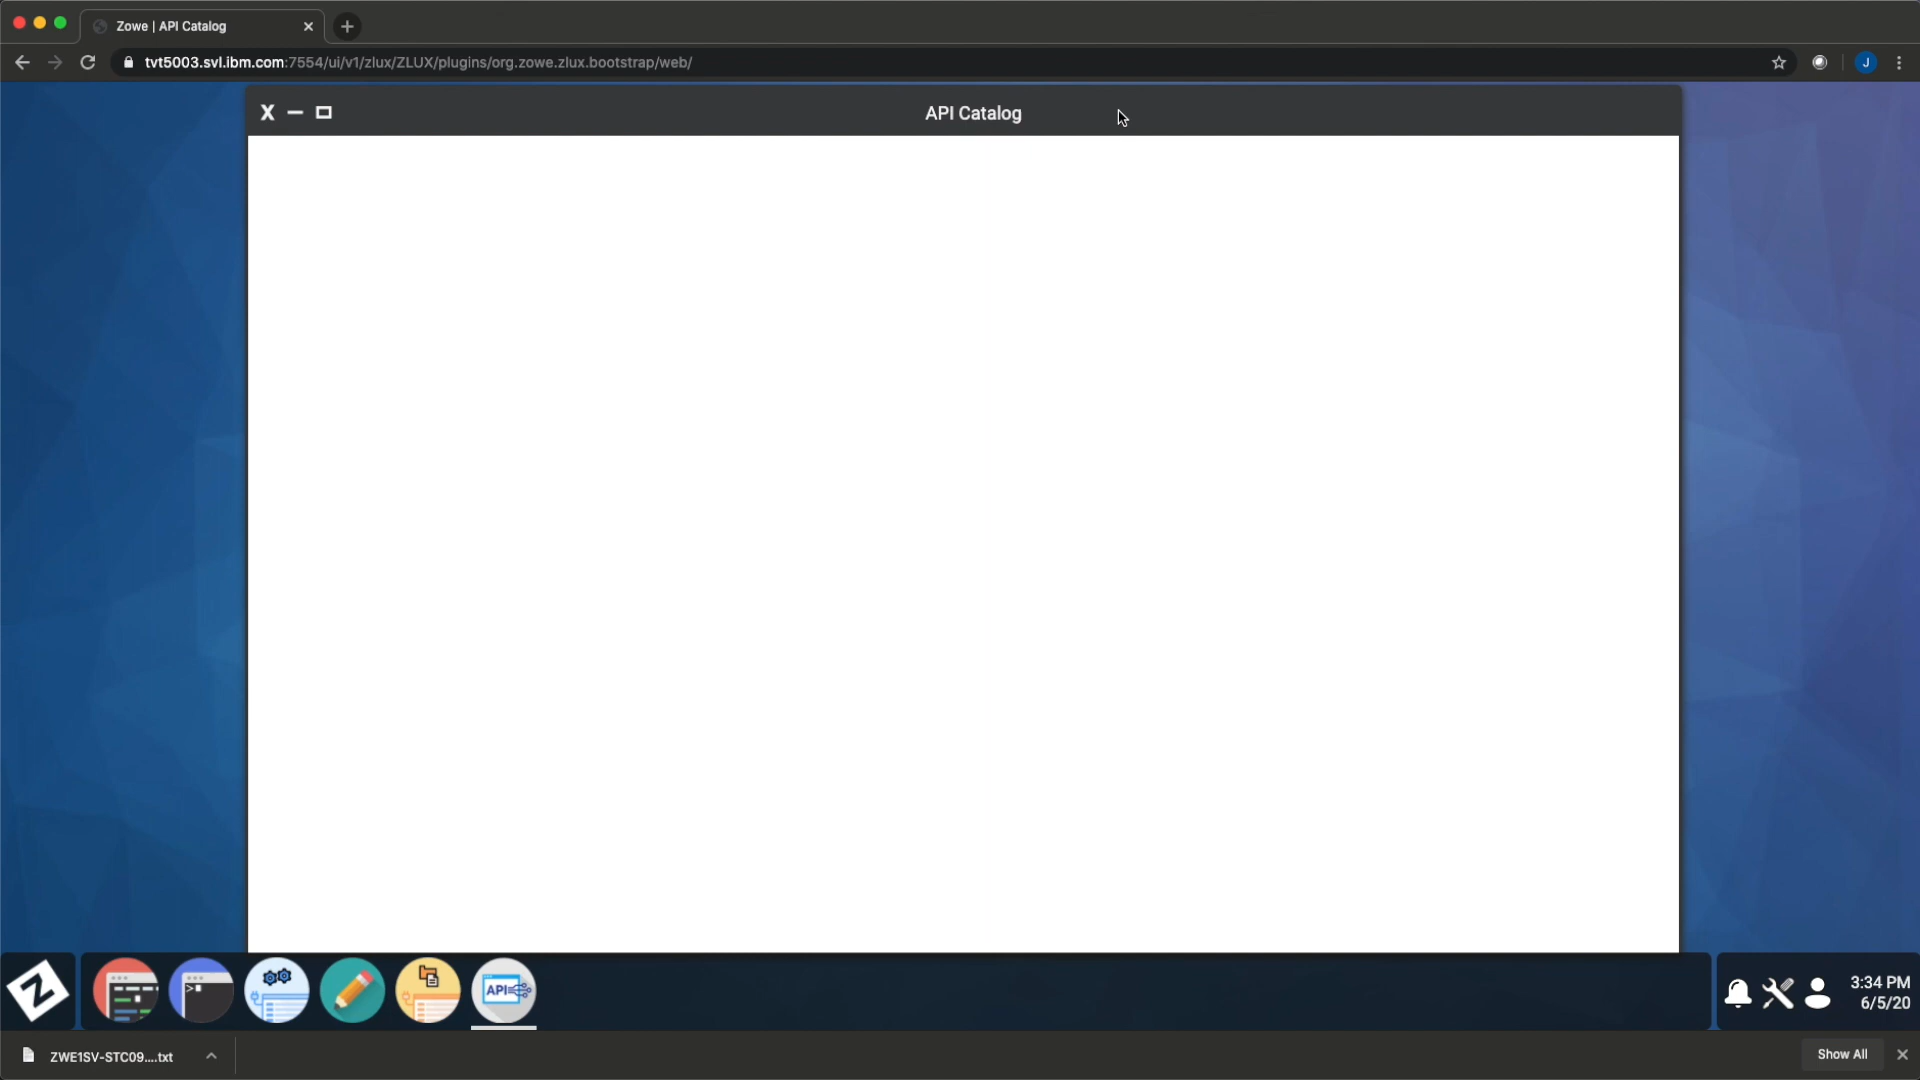 Zowe | API Catalog
tvt5003.svl.ibm.com:7554/ui/v1/zlux/ZLUX/plugins/org.zowe.zlux.bootstrap/web/
J
X
API Catalog
Z
>
API
3:34 PM
6/5/20
ZWE1SV-STC09....txt
Show All